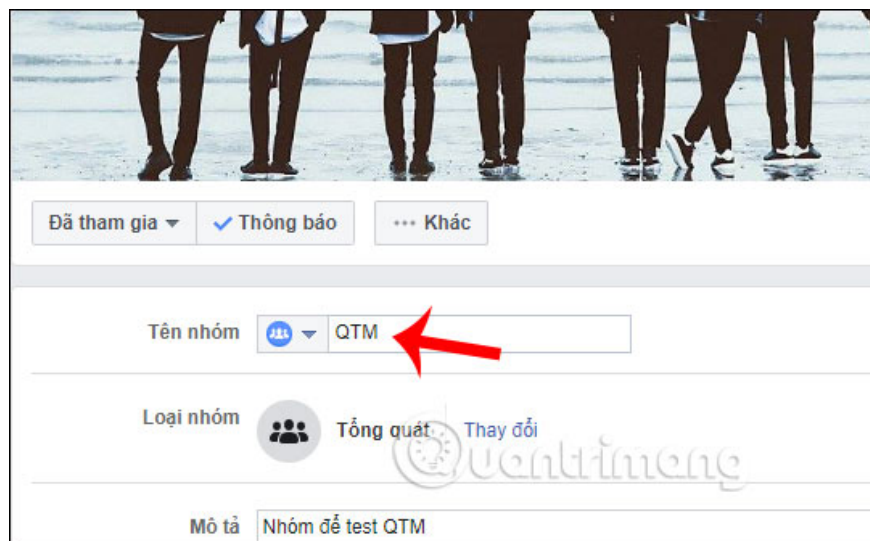 Đã tham gia Thông báo ··· Khác
Tên nhóm QTM
Loại nhóm Tổng quát Thay đổi
Quantrimang
Mô tả Nhóm để test QTM